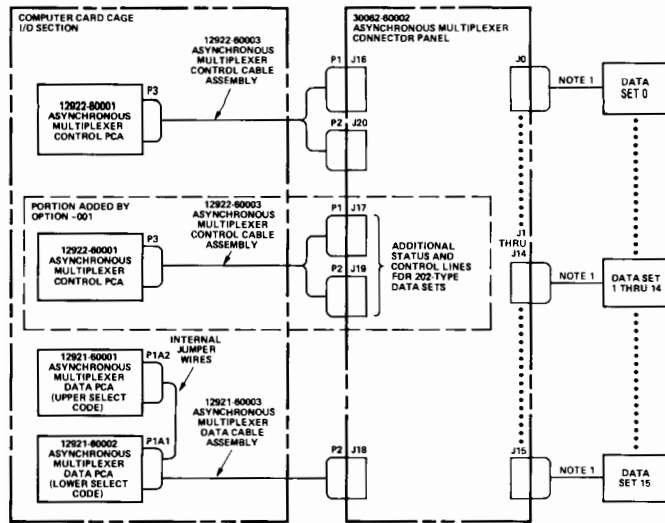 COMPUTER CARD CAGE
I/O SECTION
12922-60003
ASYNCHRONOUS
MULTIPLEXER
CONTROL CABLE
ASSEMBLY
12922-60001
ASYNCHRONOUS
MULTIPLEXER
CONTROL PCA
P3
P1
J16
P2
J20
30062-60002
ASYNCHRONOUS MULTIPLEXER
CONNECTOR PANEL
J0
NOTE 1
DATA
SET 0
PORTION ADDED BY
OPTION -001
12922-60003
ASYNCHRONOUS
MULTIPLEXER
CONTROL CABLE
ASSEMBLY
12922-60001
ASYNCHRONOUS
MULTIPLEXER
CONTROL PCA
P3
P1
J17
P2
J19
ADDITIONAL
STATUS AND
CONTROL LINES
FOR 202-TYPE
DATA SETS
J1
THRU
J14
NOTE 1
DATA SET
1 THRU 14
INTERNAL
JUMPER
WIRES
12921-60001
ASYNCHRONOUS
MULTIPLEXER
DATA PCA
(UPPER SELECT
CODE)
P1A2
12921-60003
ASYNCHRONOUS
MULTIPLEXER
DATA CABLE
ASSEMBLY
12921-60002
ASYNCHRONOUS
MULTIPLEXER
DATA PCA
(LOWER SELECT
CODE)
P1A1
P2
J18
J15
NOTE 1
DATA
SET 15